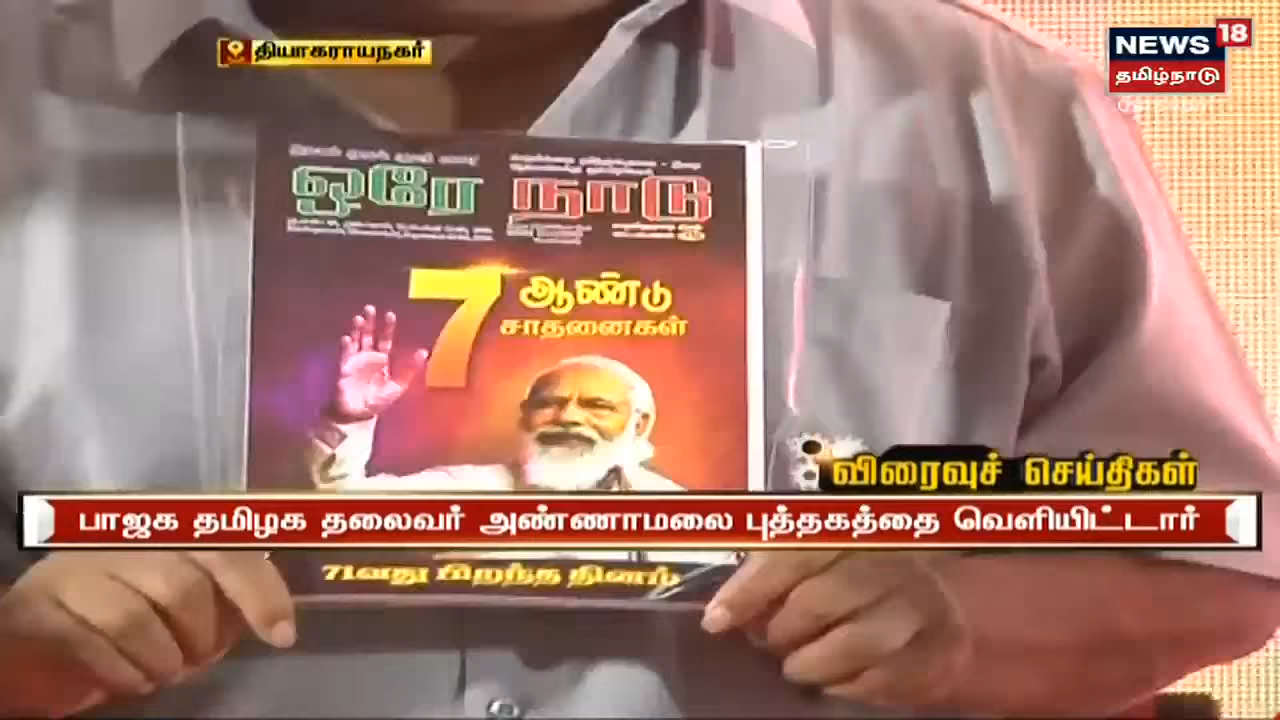 தியாகராயநகர்
NEWS 18
தமிழ்நாடு
ஒரே நாடு
7 ஆண்டு
சாதனைகள்
விரைவுச் செய்திகள்
பாஜக தமிழக தலைவர் அண்ணாமலை புத்தகத்தை வெளியிட்டார்
71வது பிறந்த தினம்